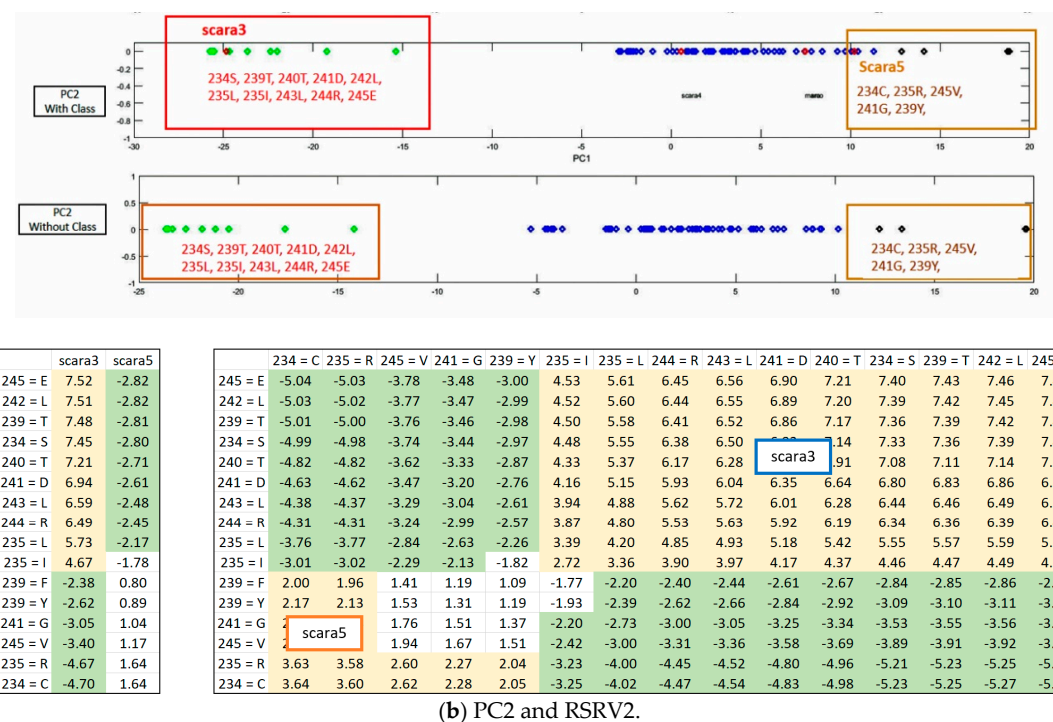 scara3
234S, 239T, 240T, 241D, 242L,
235L, 235I, 243L, 244R, 245E
Scara5
234C, 235R, 245V,
241G, 239Y,
PC2
With Class
scara4
0
-0.2
-0.4
-0.6
-0.8
-1
-30 -25 -20 -15 -10 -5 0 5 10 15 20
PC1
PC2
Without Class
1
0.5
0
-0.5
-1
234S, 239T, 240T, 241D, 242L,
235L, 235I, 243L, 244R, 245E
234C, 235R, 245V,
241G, 239Y,
-25 -20 -15 -10 -5 0 5 10 15 20
scara3 scara5
245 = E 7.52 -2.82
242 = L 7.51 -2.82
239 = T 7.48 -2.81
234 = S 7.45 -2.80
240 = T 7.21 -2.71
241 = D 6.94 -2.61
243 = L 6.59 -2.48
244 = R 6.49 -2.45
235 = L 5.73 -2.17
235 = I 4.67 -1.78
239 = F -2.38 0.80
239 = Y -2.62 0.89
241 = G -3.05 1.04
245 = V -3.40 1.17
235 = R -4.67 1.64
234 = C -4.70 1.64
234 = C 235 = R 245 = V 241 = G 239 = Y 235 = I 235 = L 244 = R 243 = L 241 = D 240 = T 234 = S 239 = T 242 = L 245
245 = E -5.04 -5.03 -3.78 -3.48 -3.00 4.53 5.61 6.45 6.56 6.90 7.21 7.40 7.43 7.46 7.
242 = L -5.03 -5.02 -3.77 -3.47 -2.99 4.52 5.60 6.44 6.55 6.89 7.20 7.39 7.42 7.45 7.
239 = T -5.01 -5.00 -3.76 -3.46 -2.98 4.50 5.58 6.41 6.52 6.86 7.17 7.36 7.39 7.42 7.
234 = S -4.99 -4.98 -3.74 -3.44 -2.97 4.48 5.55 6.38 6.50 7.14 7.33 7.36 7.39 7.
240 = T -4.82 -4.82 -3.62 -3.33 -2.87 4.33 5.37 6.17 6.28 scara3 .91 7.08 7.11 7.14 7.
241 = D -4.63 -4.62 -3.47 -3.20 -2.76 4.16 5.15 5.93 6.04 6.35 6.64 6.80 6.83 6.86 6.
243 = L -4.38 -4.37 -3.29 -3.04 -2.61 3.94 4.88 5.62 5.72 6.01 6.28 6.44 6.46 6.49 6.
244 = R -4.31 -4.31 -3.24 -2.99 -2.57 3.87 4.80 5.53 5.63 5.92 6.19 6.34 6.36 6.39 6.
235 = L -3.76 -3.77 -2.84 -2.63 -2.26 3.39 4.20 4.85 4.93 5.18 5.42 5.55 5.57 5.59 5.
235 = I -3.01 -3.02 -2.29 -2.13 -1.82 2.72 3.36 3.90 3.97 4.17 4.37 4.46 4.47 4.49 4.
239 = F 2.00 1.96 1.41 1.19 1.09 -1.77 -2.20 -2.40 -2.44 -2.61 -2.67 -2.84 -2.85 -2.86 -2.
239 = Y 2.17 2.13 1.53 1.31 1.19 -1.93 -2.39 -2.62 -2.66 -2.84 -2.92 -3.09 -3.10 -3.11 -3.
241 = G 1.76 1.51 1.37 -2.20 -2.73 -3.00 -3.05 -3.25 -3.34 -3.53 -3.55 -3.56 -3.
scara5
245 = V 1.94 1.67 1.51 -2.42 -3.00 -3.31 -3.36 -3.58 -3.69 -3.89 -3.91 -3.92 -3.
235 = R 3.63 3.58 2.60 2.27 2.04 -3.23 -4.00 -4.45 -4.52 -4.80 -4.96 -5.21 -5.23 -5.25 -5.
234 = C 3.64 3.60 2.62 2.28 2.05 -3.25 -4.02 -4.47 -4.54 -4.83 -4.98 -5.23 -5.25 -5.27 -5.
(b) PC2 and RSRV2.